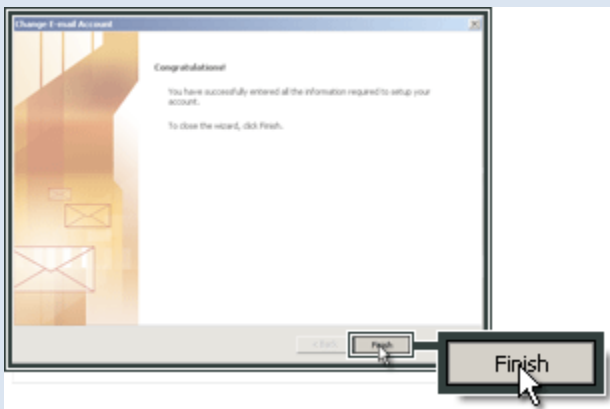 Change E-mail Account
Congratulations!
You have successfully entered all the information required to setup your
account.
To close the wizard, click Finish.
< Back
Finish
Finish